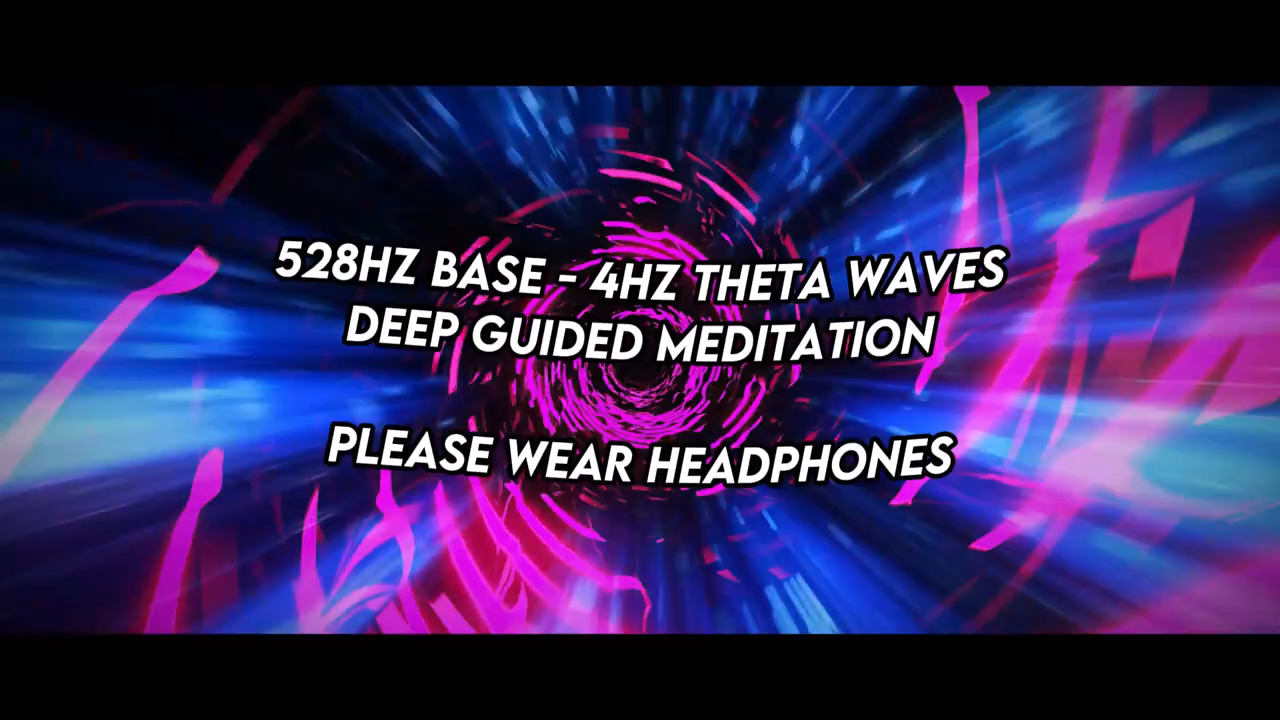 528HZ BASE - 4HZ THETA WAVES
DEEP GUIDED MEDITATION
PLEASE WEAR HEADPHONES